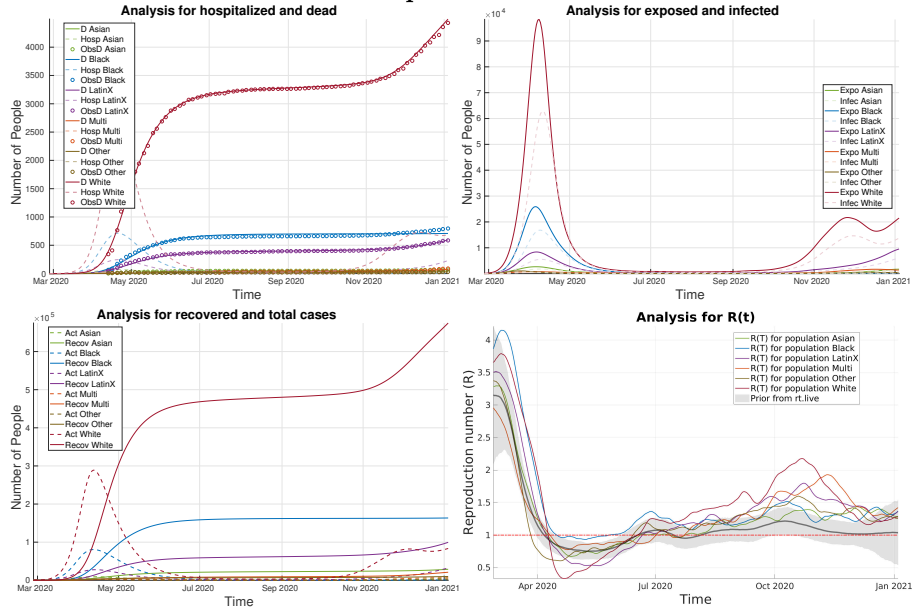 Analysis for hospitalized and dead
Number of People
4500
4000
3500
3000
2500
2000
1500
1000
500
0
D Asian
Hosp Asian
ObsD Asian
D Black
Hosp Black
ObsD Black
D LatinX
Hosp LatinX
ObsD LatinX
D Multi
Hosp Multi
ObsD Multi
D Other
Hosp Other
ObsD Other
D White
Hosp White
ObsD White
Mar 2020
May 2020
Jul 2020
Sep 2020
Nov 2020
Jan 2021
Time
Analysis for exposed and infected
×10⁴
Number of People
9
8
7
6
5
4
3
2
1
Expo Asian
Infec Asian
Expo Black
Infec Black
Expo LatinX
Infec LatinX
Expo Multi
Infec Multi
Expo Other
Infec Other
Expo White
Infec White
Mar 2020
May 2020
Jul 2020
Sep 2020
Nov 2020
Jan 2021
Time
Analysis for recovered and total cases
×10⁵
Number of People
6
5
4
3
2
1
0
Act Asian
Recov Asian
Act Black
Recov Black
Act LatinX
Recov LatinX
Act Multi
Recov Multi
Act Other
Recov Other
Act White
Recov White
Mar 2020
May 2020
Jul 2020
Sep 2020
Nov 2020
Jan 2021
Time
Analysis for R(t)
Reproduction number (R)
4
3.5
3
2.5
2
1.5
1
0.5
R(T) for population Asian
R(T) for population Black
R(T) for population LatinX
R(T) for population Multi
R(T) for population Other
R(T) for population White
Prior from rt.live
Apr 2020
Jul 2020
Oct 2020
Jan 2021
Time